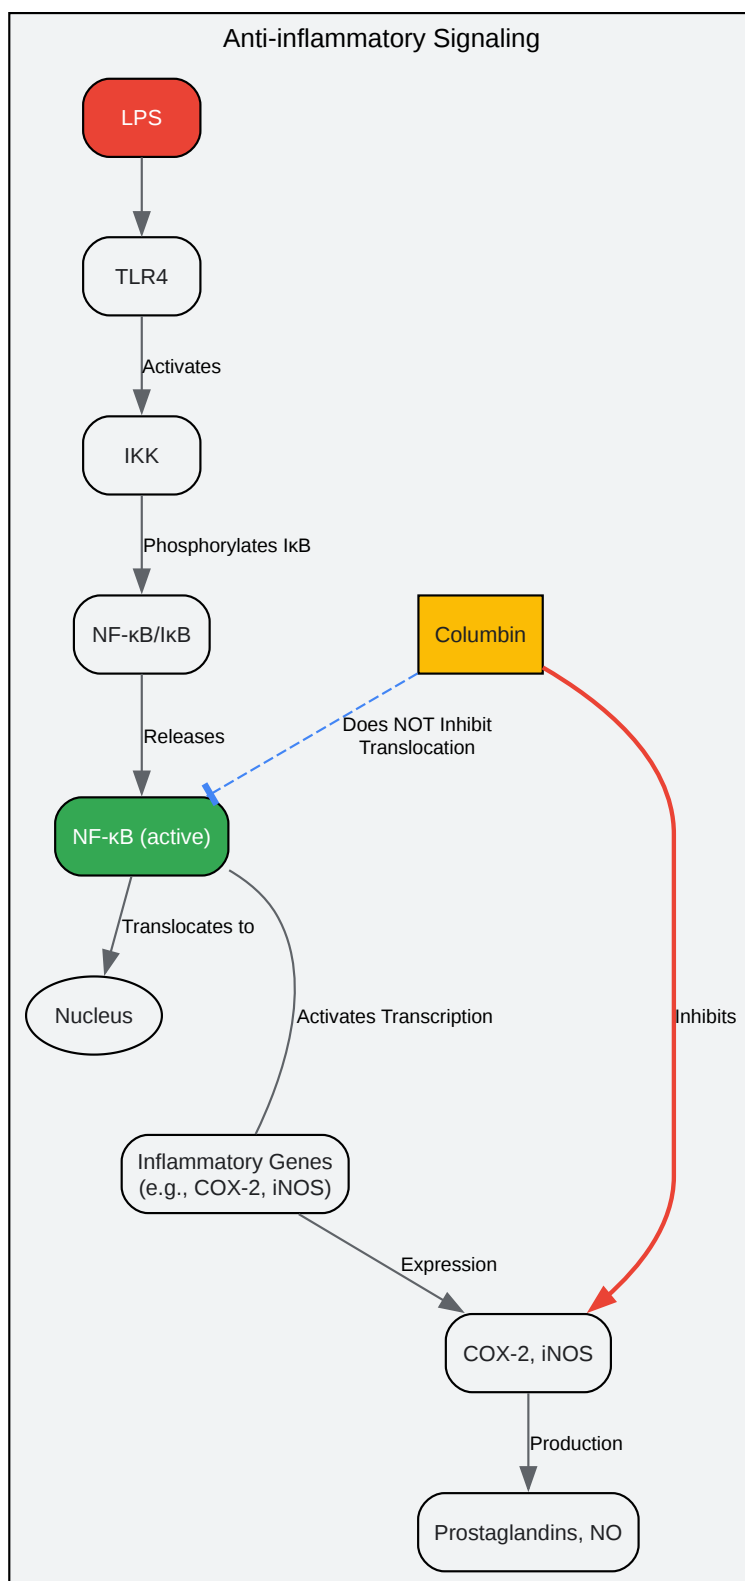 Anti-inflammatory Signaling
LPS
TLR4
Activates
IKK
Phosphorylates IκB
NF-κB/IκB
Columbin
Does NOT Inhibit
Translocation
Releases
NF-κB (active)
Translocates to
Nucleus
Activates Transcription
Inhibits
Inflammatory Genes
(e.g., COX-2, iNOS)
Expression
COX-2, iNOS
Production
Prostaglandins, NO